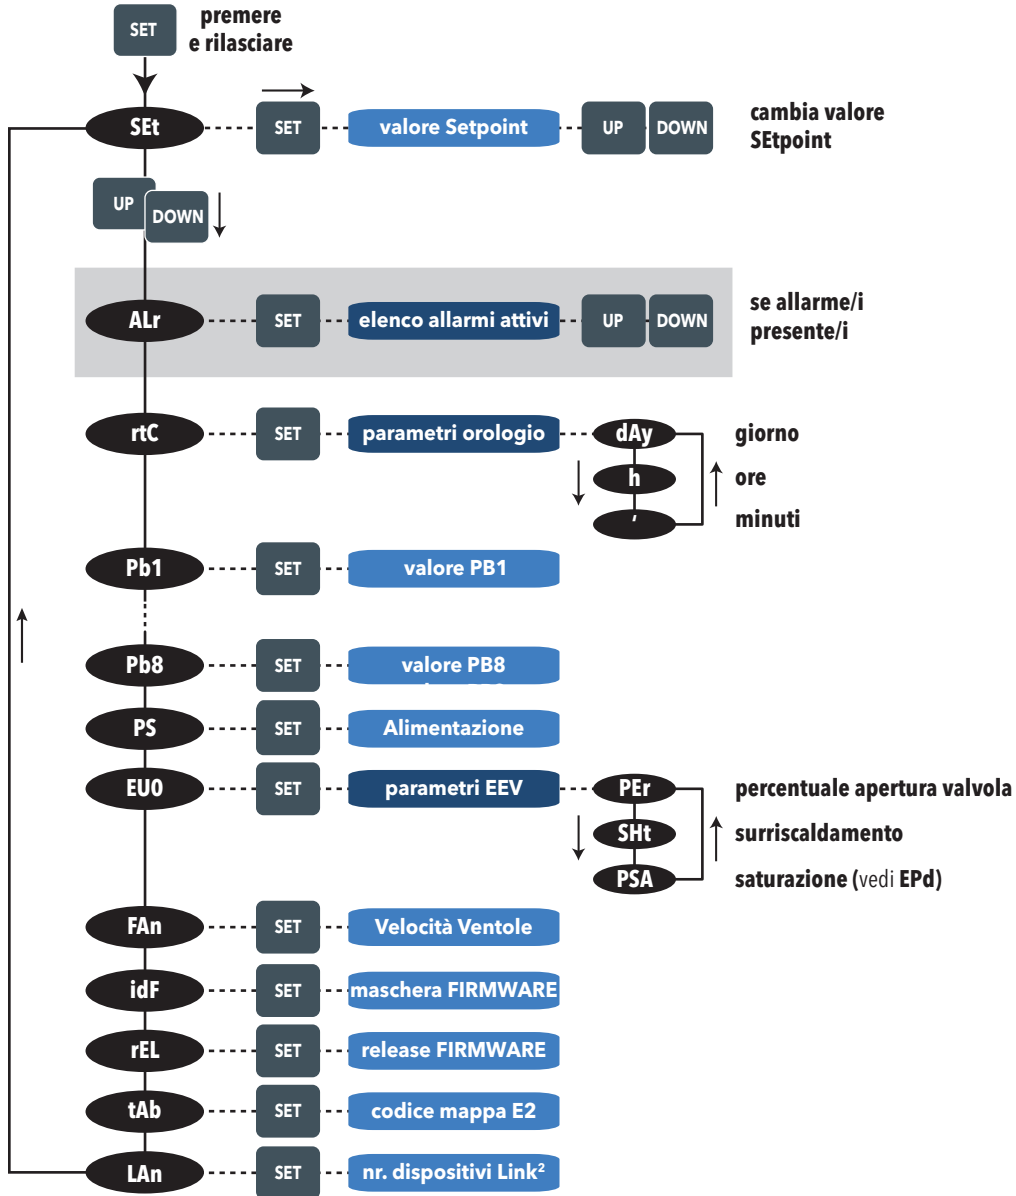 SET premere
e rilasciare
SEt SET valore Setpoint UP DOWN cambia valore
SEtpoint
UP DOWN
ALr SET elenco allarmi attivi UP DOWN se allarme/i
presente/i
rtC SET parametri orologio dAy giorno
h ore
' minuti
Pb1 SET valore PB1
Pb8 SET valore PB8
PS SET Alimentazione
EU0 SET parametri EEV PEr percentuale apertura valvola
SHt surriscaldamento
PSA saturazione (vedi EPd)
FAn SET Velocità Ventole
idF SET maschera FIRMWARE
rEL SET release FIRMWARE
tAb SET codice mappa E2
LAn SET nr. dispositivi Link²